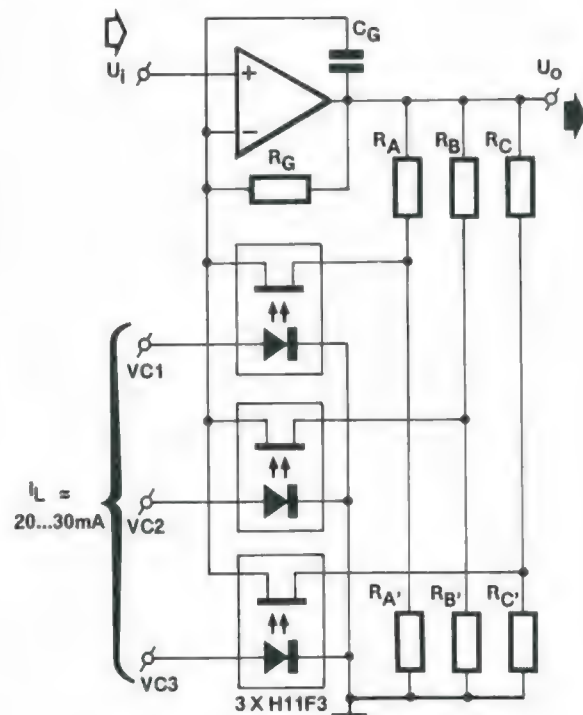 CG
Ui
+
Uo
−
RA
RB
RC
RG
VC1
IL ≈
20...30mA
VC2
RA'
RB'
RC'
VC3
3 X H11F3